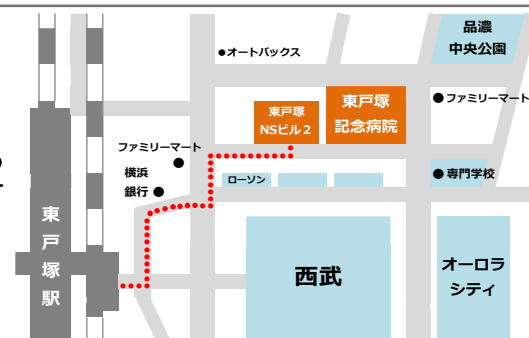 品濃
中央公園
●オートバックス
東戸塚
NSビル２
東戸塚
記念病院
●ファミリーマート
ファミリーマート
●
横浜
銀行 ●
ローソン
●専門学校
東戸塚駅
西武
オーロラ
シティ